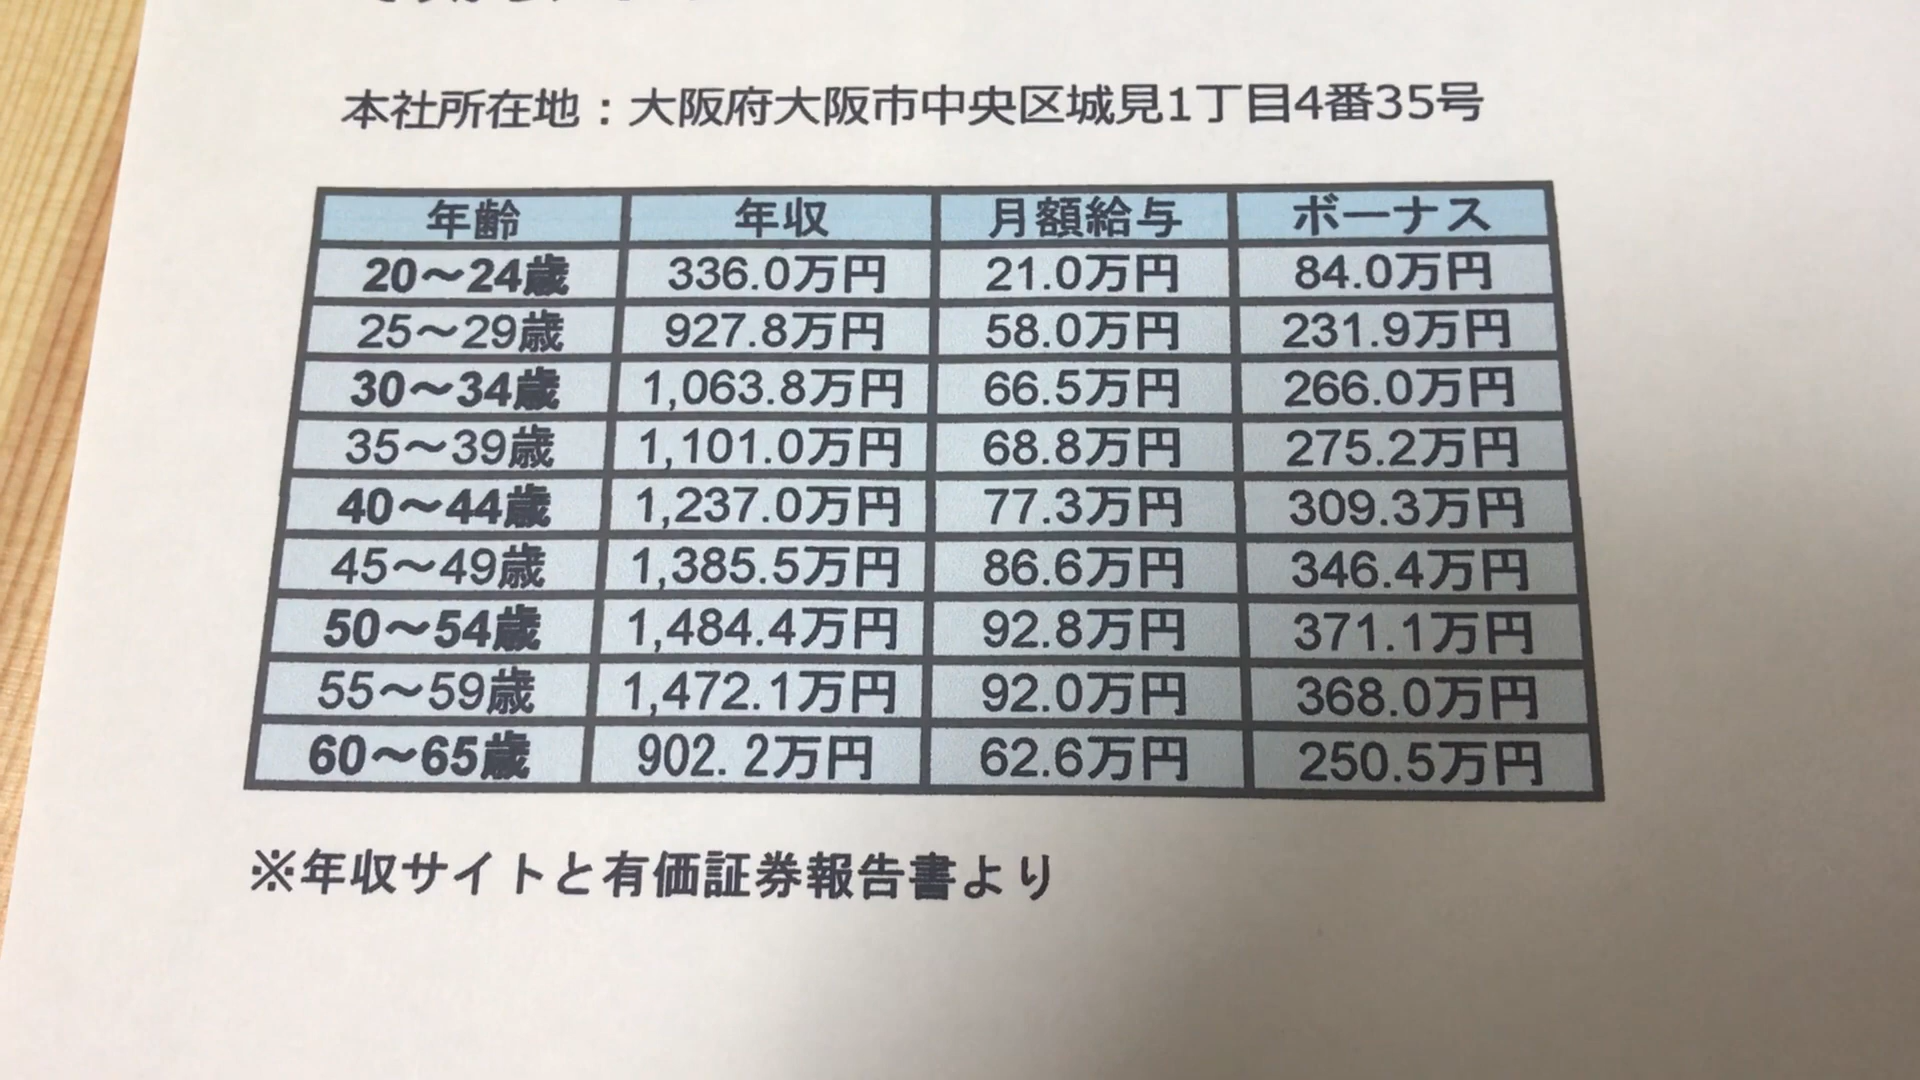 本社所在地：大阪府大阪市中央区城見1丁目4番35号
年齢 年収 月額給与 ボーナス
20～24歳 336.0万円 21.0万円 84.0万円
25～29歳 927.8万円 58.0万円 231.9万円
30～34歳 1,063.8万円 66.5万円 266.0万円
35～39歳 1,101.0万円 68.8万円 275.2万円
40～44歳 1,237.0万円 77.3万円 309.3万円
45～49歳 1,385.5万円 86.6万円 346.4万円
50～54歳 1,484.4万円 92.8万円 371.1万円
55～59歳 1,472.1万円 92.0万円 368.0万円
60～65歳 902.2万円 62.6万円 250.5万円
※年収サイトと有価証券報告書より